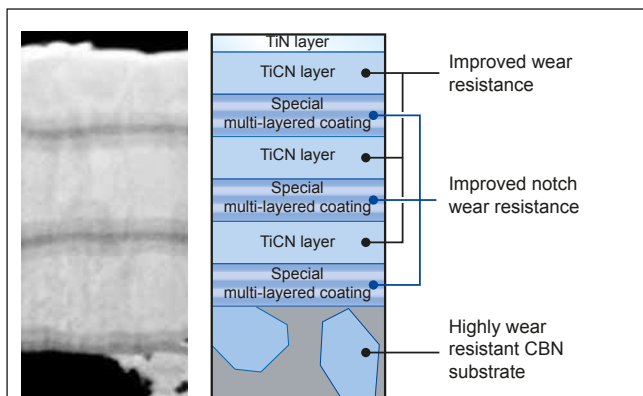 TiN layer
TiCN layer
Special
multi-layered coating
TiCN layer
Special
multi-layered coating
TiCN layer
Special
multi-layered coating
Improved wear
resistance
Improved notch
wear resistance
Highly wear
resistant CBN
substrate